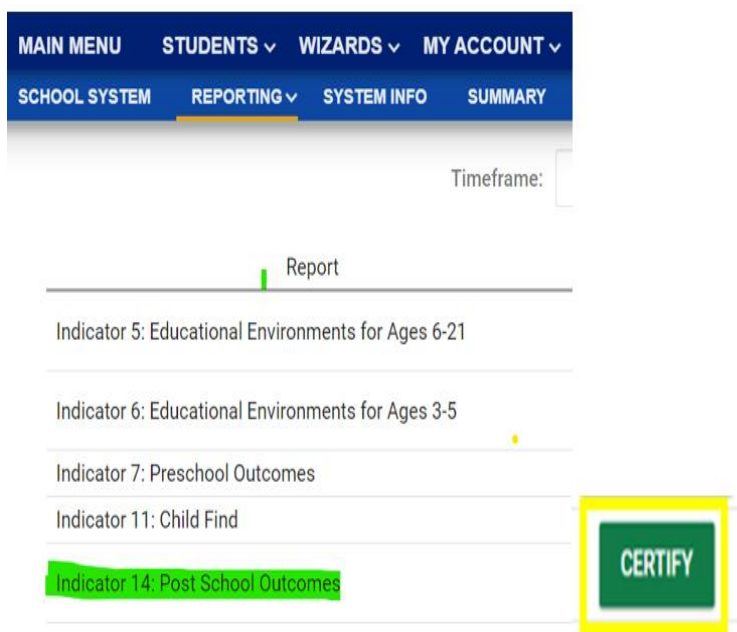 MAIN MENU STUDENTS WIZARDS MY ACCOUNT
SCHOOL SYSTEM REPORTING SYSTEM INFO SUMMARY
Timeframe:
Report
Indicator 5: Educational Environments for Ages 6-21
Indicator 6: Educational Environments for Ages 3-5
Indicator 7: Preschool Outcomes
Indicator 11: Child Find
Indicator 14: Post School Outcomes
CERTIFY